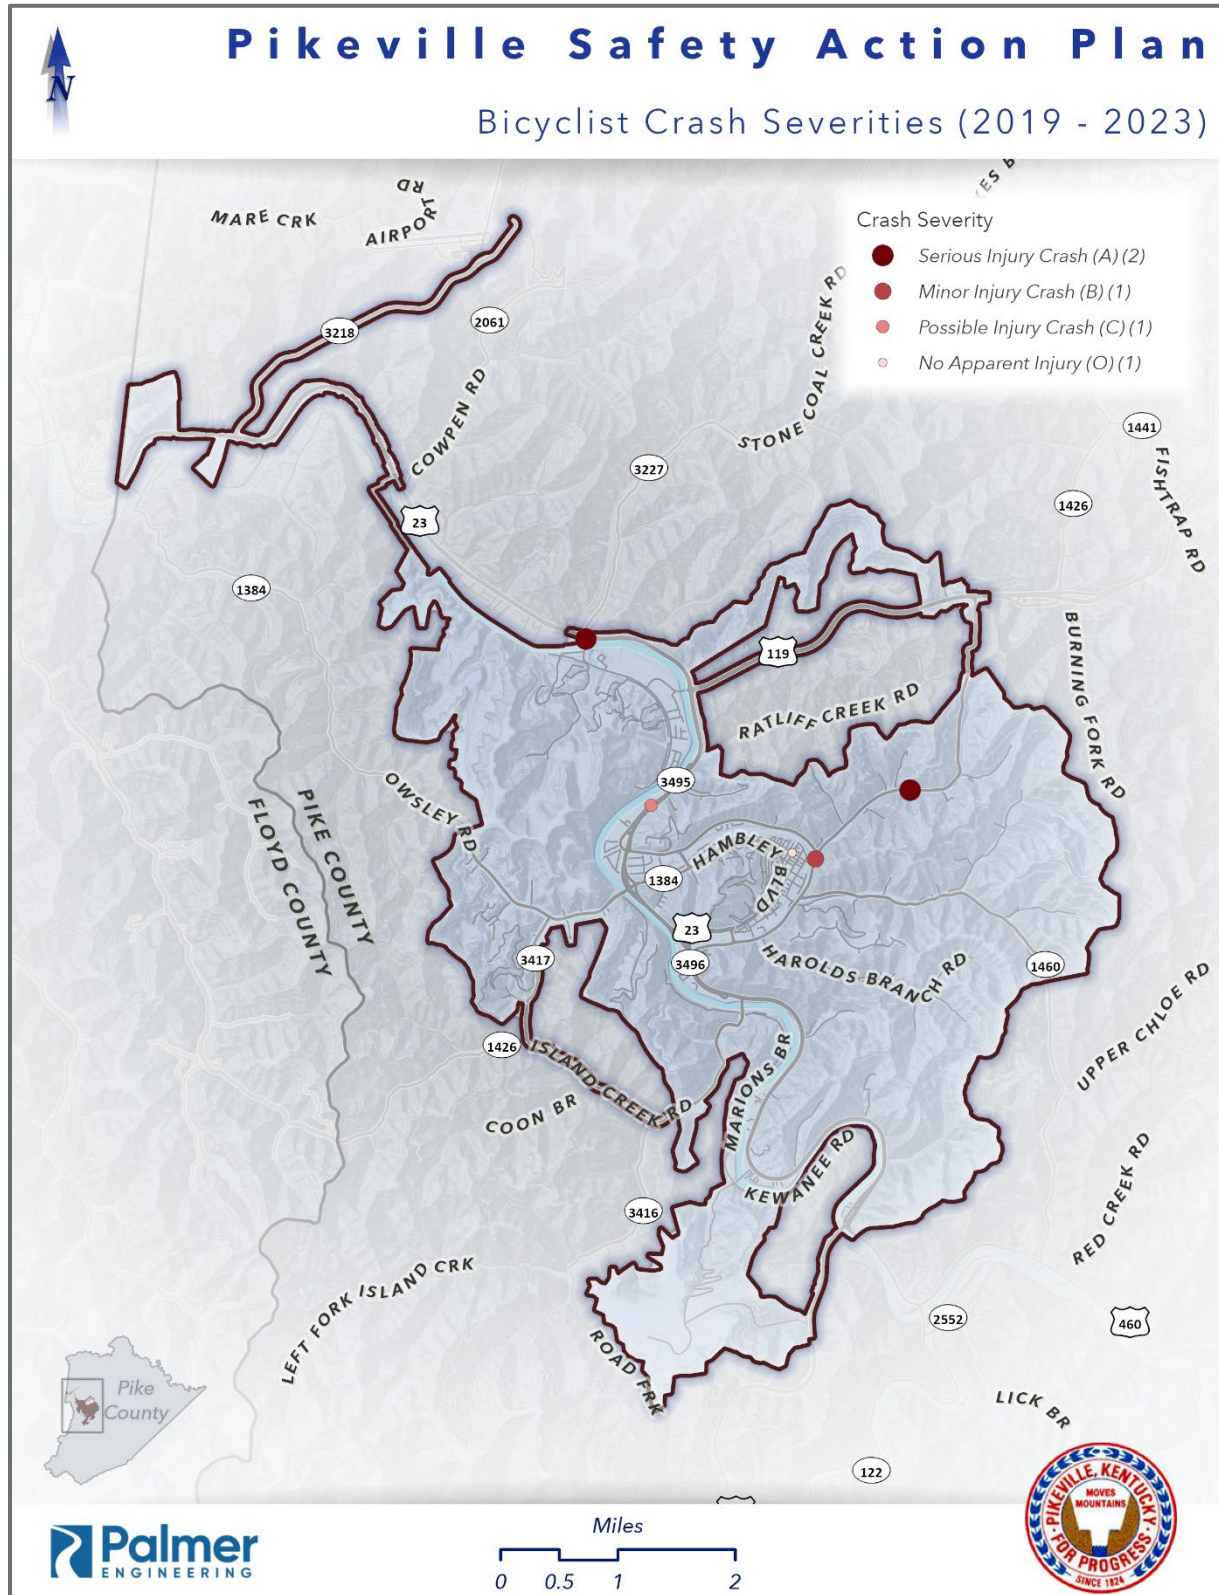 Pikeville Safety Action Plan
N
Bicyclist Crash Severities (2019 - 2023)
MARE CRK
AIRPORT RD
Crash Severity
Serious Injury Crash (A) (2)
Minor Injury Crash (B) (1)
Possible Injury Crash (C) (1)
No Apparent Injury (O) (1)
3218
2061
COWPEN RD
STONE COAL CREEK RD
1441
3227
1426
FISHTRAP RD
23
1384
119
BURNING FORK RD
RATLIFF CREEK RD
3495
OWSLEY RD
PIKE COUNTY
FLOYD COUNTY
HAMBLEY BLVD
1384
23
3417
3496
HAROLDS BRANCH RD
1460
UPPER CHLOE RD
1426
ISLAND CREEK RD
COON BR
MARIONS BR
KEWANEE RD
RED CREEK RD
3416
LEFT FORK ISLAND CRK
2552
460
ROAD FRK
LICK BR
122
Pike
County
Palmer
ENGINEERING
Miles
0 0.5 1 2
PIKEVILLE, KENTUCKY
MOVES
MOUNTAINS
FOR PROGRESS
SINCE 1824